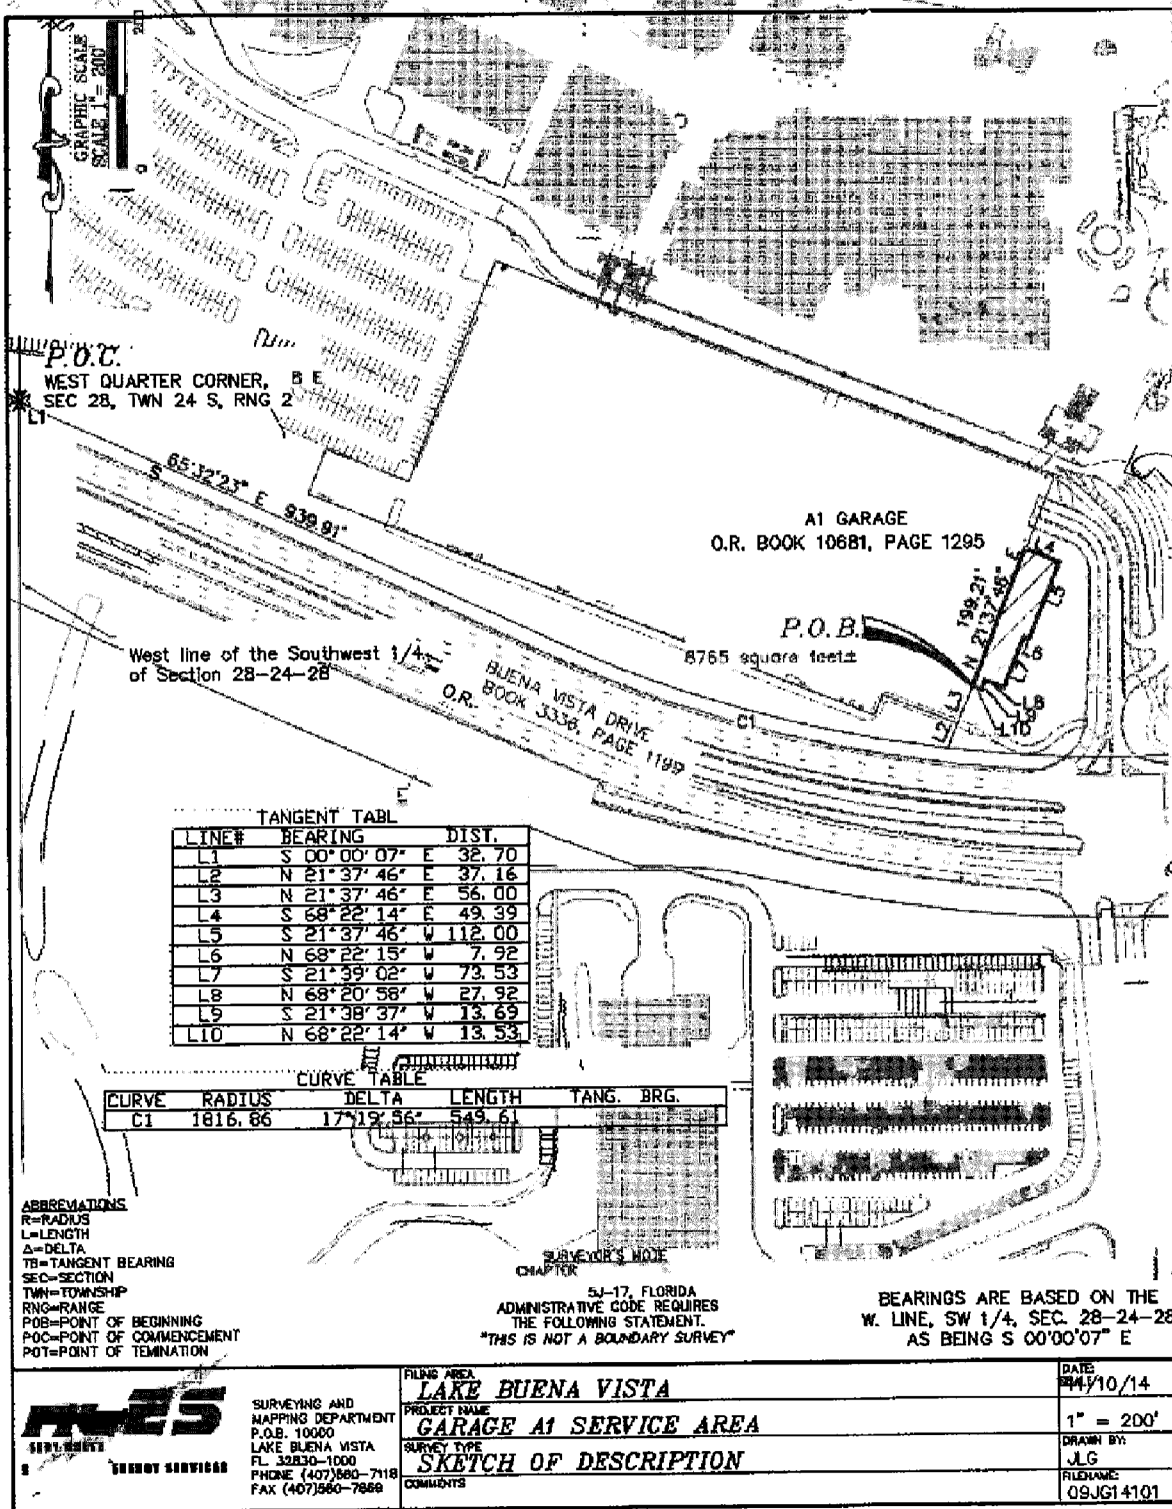 GRAPHIC SCALE
SCALE 1" = 200'
0
P.O.C.
WEST QUARTER CORNER,
SEC 28, TWN 24 S, RNG 2
8 E
L1
S 65°32'23" E 939.91'
A1 GARAGE
O.R. BOOK 10681, PAGE 1295
N 21°37'46" E
199.21'
L4
L5
P.O.B.
8765 square feet±
L6
L7
L8
L9
L10
L3
L2
C1
West line of the Southwest 1/4
of Section 28-24-28
BUENA VISTA DRIVE
O.R. BOOK 3336, PAGE 1199
TANGENT TABL
LINE# BEARING DIST.
L1 S 00°00'07" E 32.70
L2 N 21°37'46" E 37.16
L3 N 21°37'46" E 56.00
L4 S 68°22'14" E 49.39
L5 S 21°37'46" W 112.00
L6 N 68°22'15" W 7.92
L7 S 21°39'02" W 73.53
L8 N 68°20'58" W 27.92
L9 S 21°38'37" W 13.69
L10 N 68°22'14" W 13.53
CURVE TABLE
CURVE RADIUS DELTA LENGTH TANG. BRG.
C1 1816.86 17°19'56" 549.61
ABBREVIATIONS
R=RADIUS
L=LENGTH
Δ=DELTA
TB=TANGENT BEARING
SEC=SECTION
TWN=TOWNSHIP
RNG=RANGE
POB=POINT OF BEGINNING
POC=POINT OF COMMENCEMENT
POT=POINT OF TEMINATION
SURVEYOR'S NOTE
CHAPTER
5J-17, FLORIDA
ADMINISTRATIVE CODE REQUIRES
THE FOLLOWING STATEMENT.
"THIS IS NOT A BOUNDARY SURVEY"
BEARINGS ARE BASED ON THE
W. LINE, SW 1/4, SEC. 28-24-28
AS BEING S 00°00'07" E
ENERGY SERVICES
SURVEYING AND
MAPPING DEPARTMENT
P.O.B. 10000
LAKE BUENA VISTA
FL 32830-1000
PHONE (407)560-7118
FILING AREA
LAKE BUENA VISTA
PROJECT NAME
GARAGE A1 SERVICE AREA
SURVEY TYPE
SKETCH OF DESCRIPTION
COMMENTS
DATE:
/10/14
1" = 200'
DRAWN BY:
JLG
FILENAME:
09JG14101